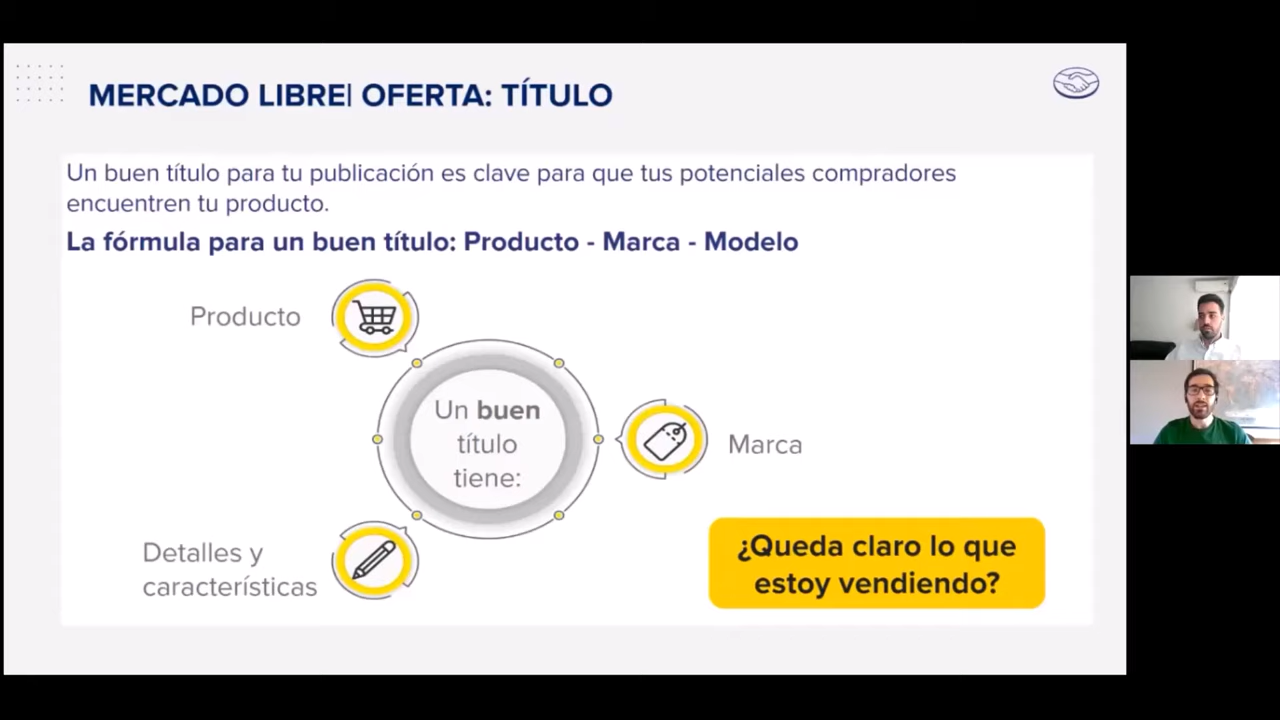 MERCADO LIBRE| OFERTA: TÍTULO
Un buen título para tu publicación es clave para que tus potenciales compradores
encuentren tu producto.
La fórmula para un buen título: Producto - Marca - Modelo
Producto
Un buen
título
tiene:
Marca
Detalles y
características
¿Queda claro lo que
estoy vendiendo?